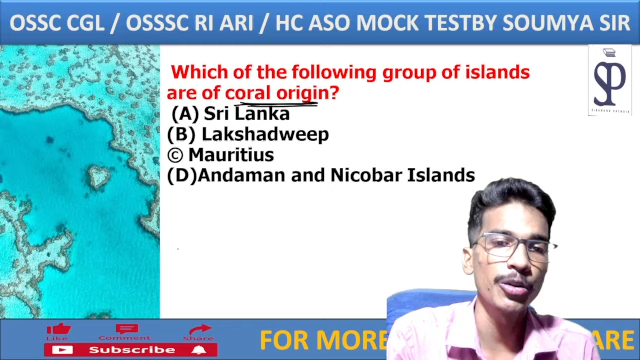 OSSC CGL / OSSSC RI ARI / HC ASO MOCK TESTBY SOUMYA SIR
Which of the following group of islands
are of coral origin?
(A) Sri Lanka
(B) Lakshadweep
© Mauritius
(D)Andaman and Nicobar Islands
SP
Like
Comment
Share
Subscribe
FOR MORE
ARE